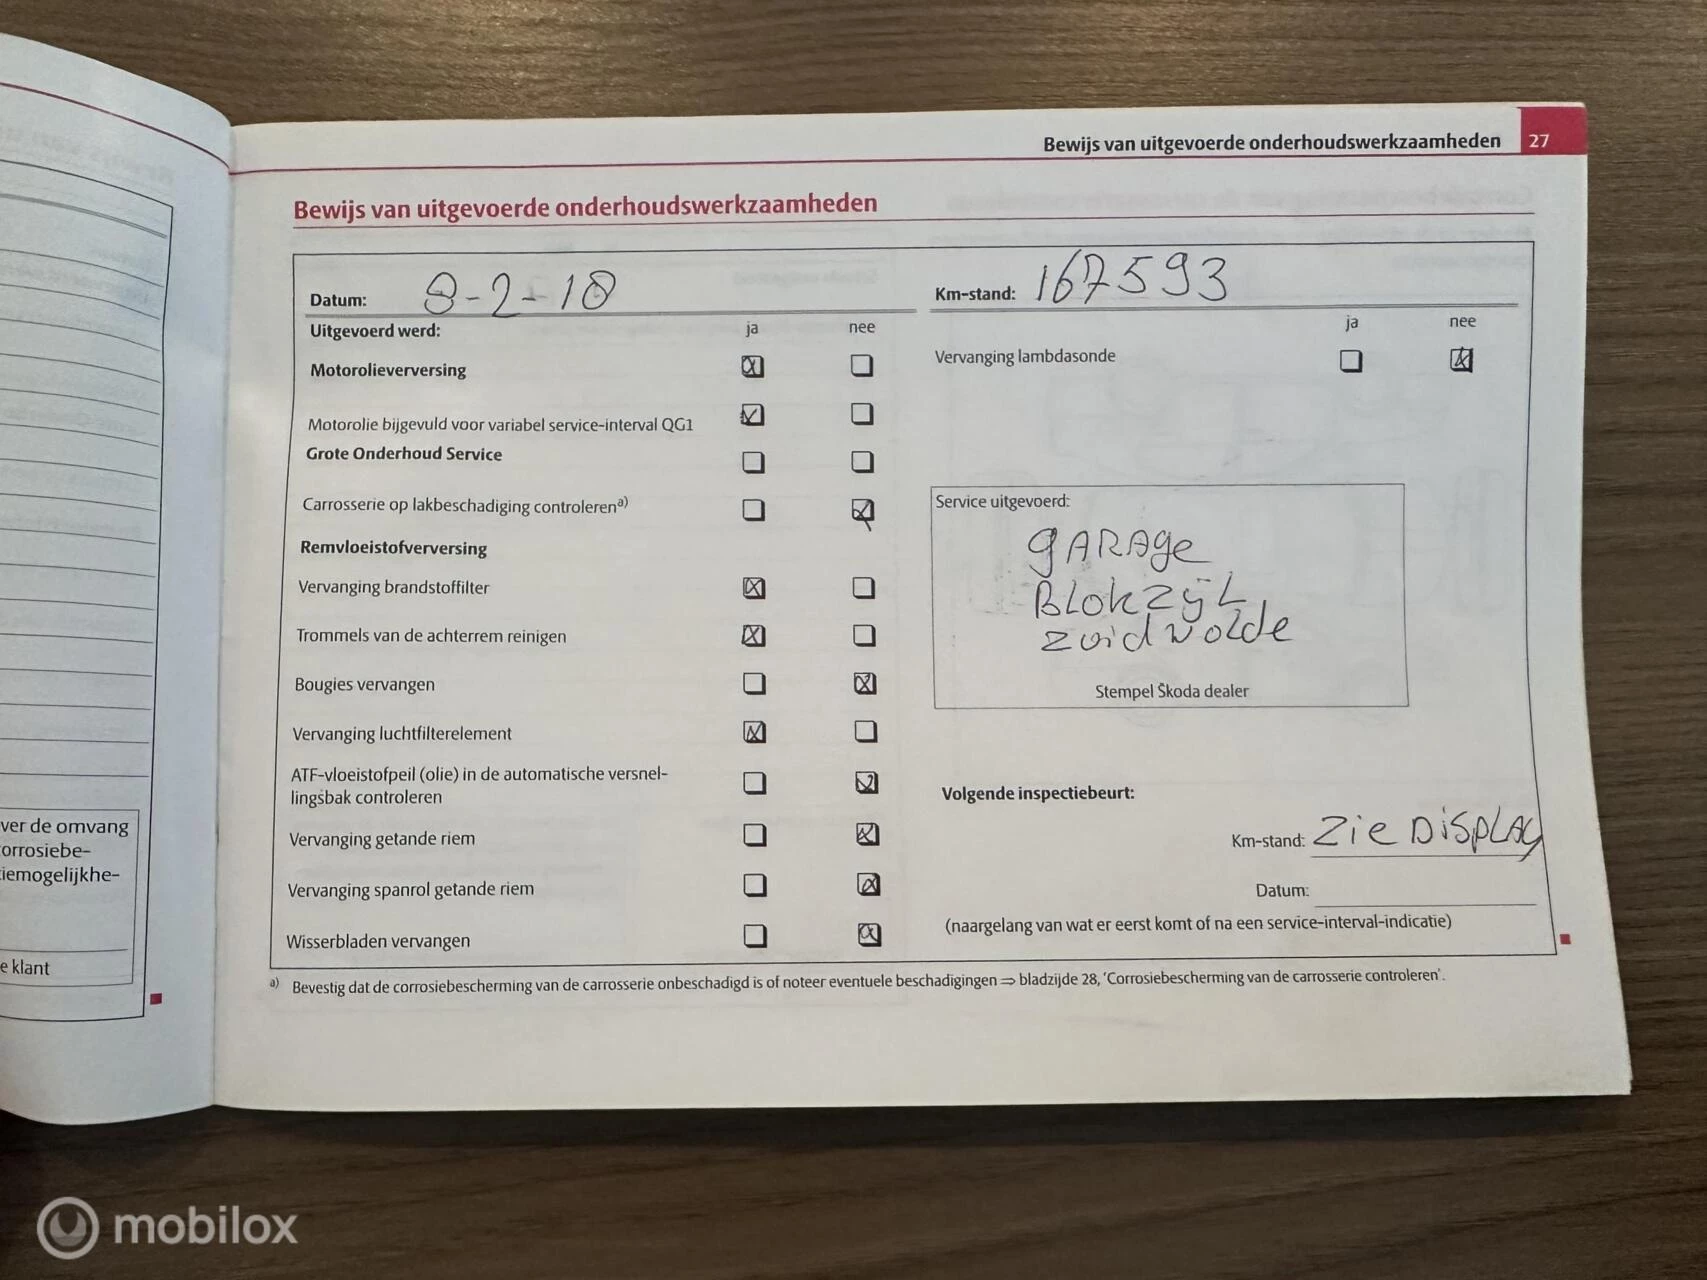 Bewijs van uitgevoerde onderhoudswerkzaamheden 27
Bewijs van uitgevoerde onderhoudswerkzaamheden
Datum: 8-2-18
Km-stand: 167593
Uitgevoerd werd: ja nee
ja nee
Motorolieverversing
Vervanging lambdasonde
Motorolie bijgevuld voor variabel service-interval QG1
Grote Onderhoud Service
Carrosserie op lakbeschadiging controleren a)
Remvloeistofverversing
Vervanging brandstoffilter
Trommels van de achterrem reinigen
Bougies vervangen
Vervanging luchtfilterelement
ATF-vloeistofpeil (olie) in de automatische versnel-
lingsbak controleren
Vervanging getande riem
Vervanging spanrol getande riem
Wisserbladen vervangen
Service uitgevoerd:
gARAge
BLokzijL
zuidwolde
Stempel Škoda dealer
Volgende inspectiebeurt:
Km-stand: Zie DiSpLAy
Datum:
(naargelang van wat er eerst komt of na een service-interval-indicatie)
a) Bevestig dat de corrosiebescherming van de carrosserie onbeschadigd is of noteer eventuele beschadigingen ⇒ bladzijde 28, 'Corrosiebescherming van de carrosserie controleren'.
ver de omvang
orrosiebe-
iemogelijkhe-
e klant
mobilox